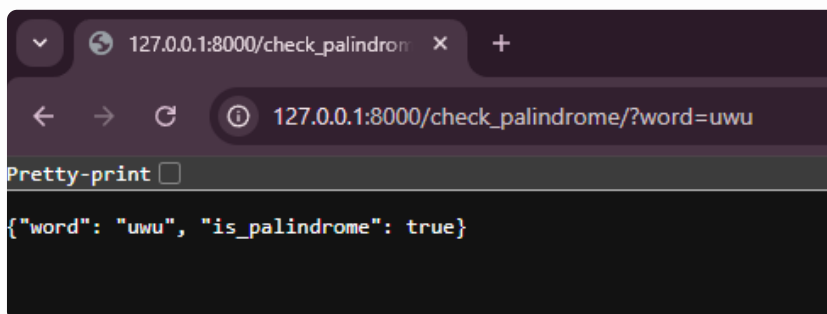 127.0.0.1:8000/check_palindrom
127.0.0.1:8000/check_palindrome/?word=uwu
Pretty-print
{"word": "uwu", "is_palindrome": true}